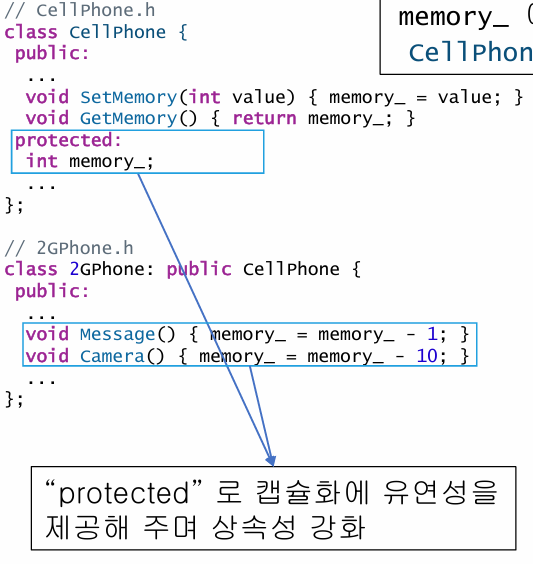 // CellPhone.h
class CellPhone {
public:
...
void SetMemory(int value) { memory_ = value; }
void GetMemory() { return memory_; }
protected:
int memory_;
...
};
memory_ (
CellPhon
// 2GPhone.h
class 2GPhone: public CellPhone {
public:
...
void Message() { memory_ = memory_ - 1; }
void Camera() { memory_ = memory_ - 10; }
...
};
“protected” 로 캡슐화에 유연성을
제공해 주며 상속성 강화